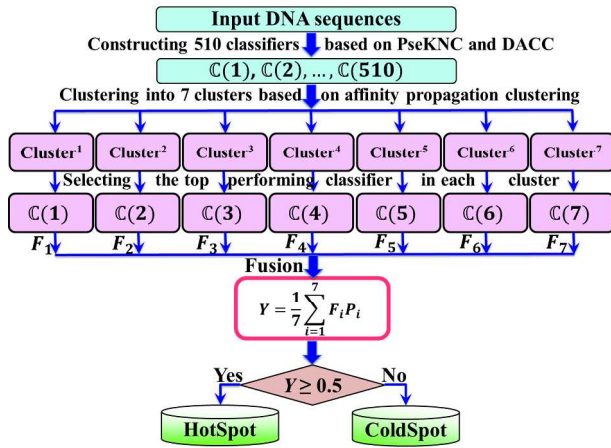 Input DNA sequences
Constructing 510 classifiers based on PseKNC and DACC
ℂ(1), ℂ(2), ..., ℂ(510)
Clustering into 7 clusters based on affinity propagation clustering
Cluster¹ Cluster² Cluster³ Cluster⁴ Cluster⁵ Cluster⁶ Cluster⁷
Selecting the top performing classifier in each cluster
ℂ(1) ℂ(2) ℂ(3) ℂ(4) ℂ(5) ℂ(6) ℂ(7)
F₁ F₂ F₃ F₄ F₅ F₆ F₇
Fusion
Y = 1/7 ∑_{i=1}^{7} FᵢPᵢ
Yes No
Y ≥ 0.5
HotSpot ColdSpot